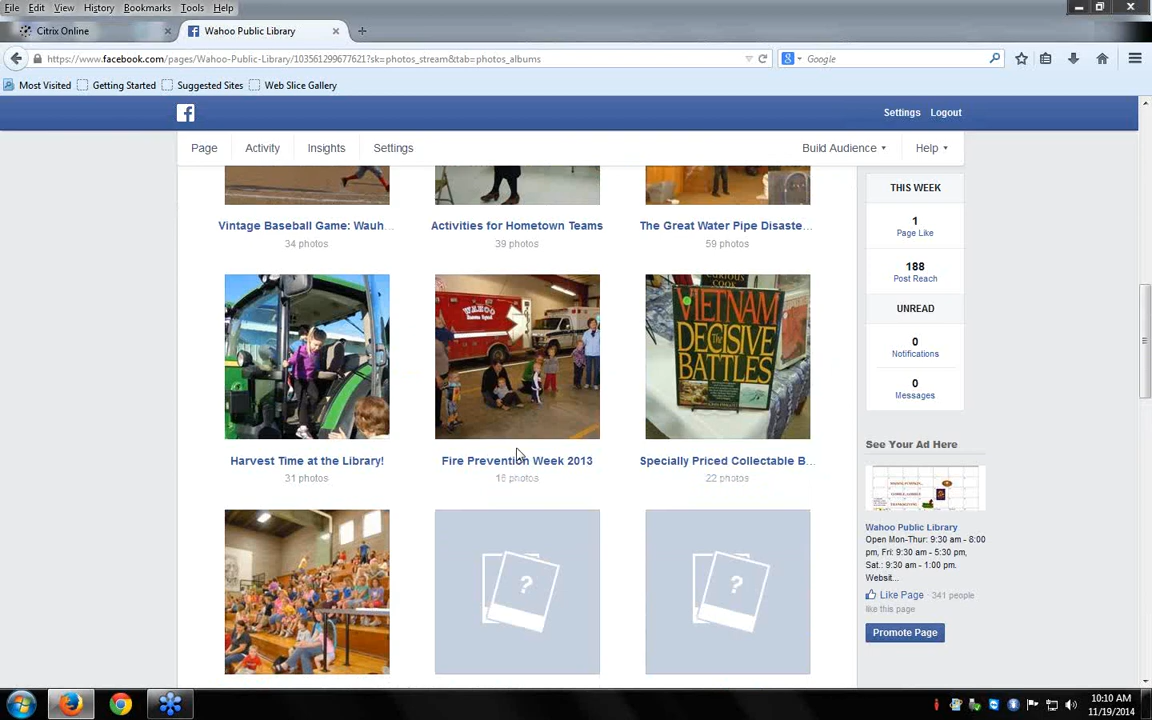 File Edit View History Bookmarks Tools Help
Citrix Online
Wahoo Public Library
https://www.facebook.com/pages/Wahoo-Public-Library/103561299677621?sk=photos_stream&tab=photos_albums
Google
Most Visited Getting Started Suggested Sites Web Slice Gallery
Settings Logout
Page Activity Insights Settings Build Audience Help
Vintage Baseball Game: Wauh...
34 photos
Activities for Hometown Teams
39 photos
The Great Water Pipe Disaste...
59 photos
WAHOO
COOK
VIETNAM
THE
DECISIVE
BATTLES
Harvest Time at the Library!
31 photos
Fire Prevention Week 2013
16 photos
Specially Priced Collectable B...
22 photos
?
?
THIS WEEK
1
Page Like
188
Post Reach
UNREAD
0
Notifications
0
Messages
See Your Ad Here
Wahoo Public Library
Open Mon-Thur: 9:30 am - 8:00
pm, Fri: 9:30 am - 5:30 pm,
Sat.: 9:30 am - 1:00 pm.
Websit...
Like Page · 341 people
like this page
Promote Page
10:10 AM
11/19/2014